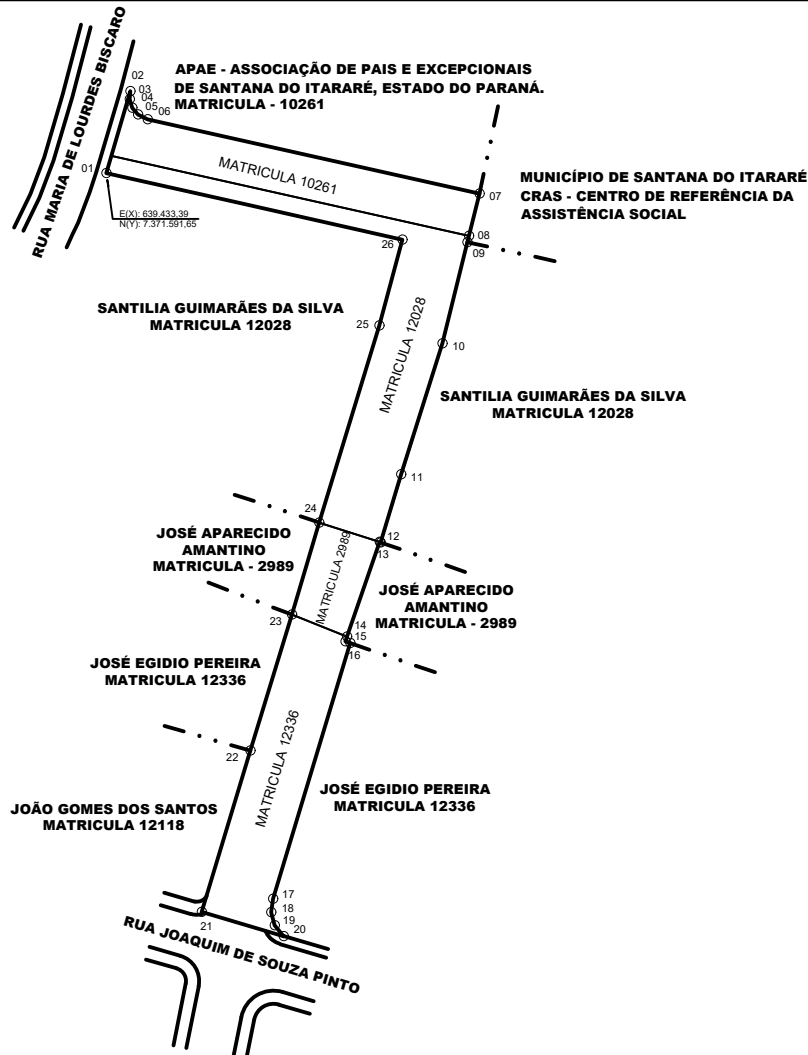 RUA MARIA DE LOURDES BISCARO
02
03
04
05
06
APAE - ASSOCIAÇÃO DE PAIS E EXCEPCIONAIS
DE SANTANA DO ITARARÉ, ESTADO DO PARANÁ.
MATRICULA - 10261
01
MATRICULA 10261
E(X): 639.433,39
N(Y): 7.371.591,65
07
MUNICÍPIO DE SANTANA DO ITARARÉ
CRAS - CENTRO DE REFERÊNCIA DA
ASSISTÊNCIA SOCIAL
08
09
26
SANTILIA GUIMARÃES DA SILVA
MATRICULA 12028
25
MATRICULA 12028
10
SANTILIA GUIMARÃES DA SILVA
MATRICULA 12028
11
24
12
13
JOSÉ APARECIDO
AMANTINO
MATRICULA - 2989
MATRICULA 2989
JOSÉ APARECIDO
AMANTINO
MATRICULA - 2989
23
14
15
16
JOSÉ EGIDIO PEREIRA
MATRICULA 12336
22
MATRICULA 12336
JOSÉ EGIDIO PEREIRA
MATRICULA 12336
JOÃO GOMES DOS SANTOS
MATRICULA 12118
17
18
19
20
21
RUA JOAQUIM DE SOUZA PINTO